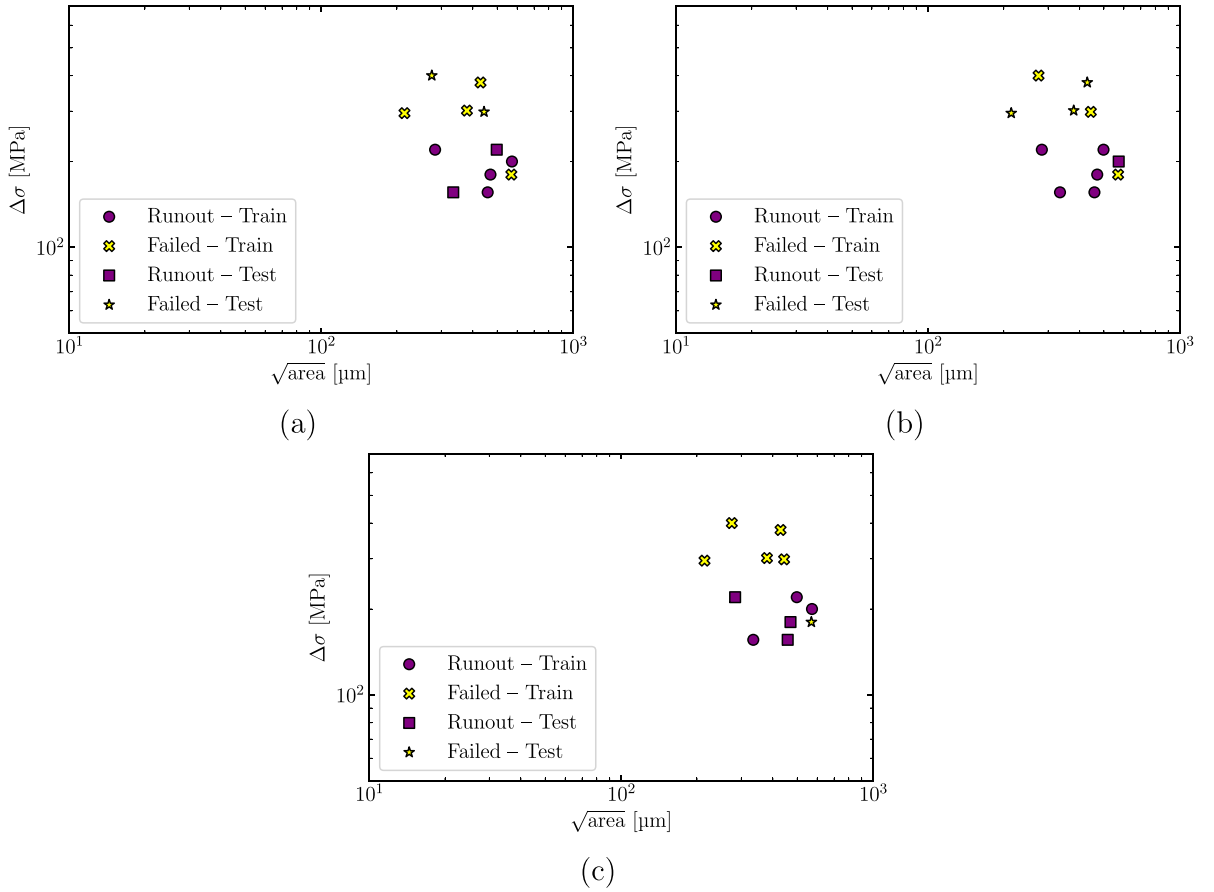 Δσ [MPa]
10²
Runout – Train
Failed – Train
Runout – Test
Failed – Test
10¹ 10² 10³
√area [µm]
(a)
Δσ [MPa]
10²
Runout – Train
Failed – Train
Runout – Test
Failed – Test
10¹ 10² 10³
√area [µm]
(b)
Δσ [MPa]
10²
Runout – Train
Failed – Train
Runout – Test
Failed – Test
10¹ 10² 10³
√area [µm]
(c)